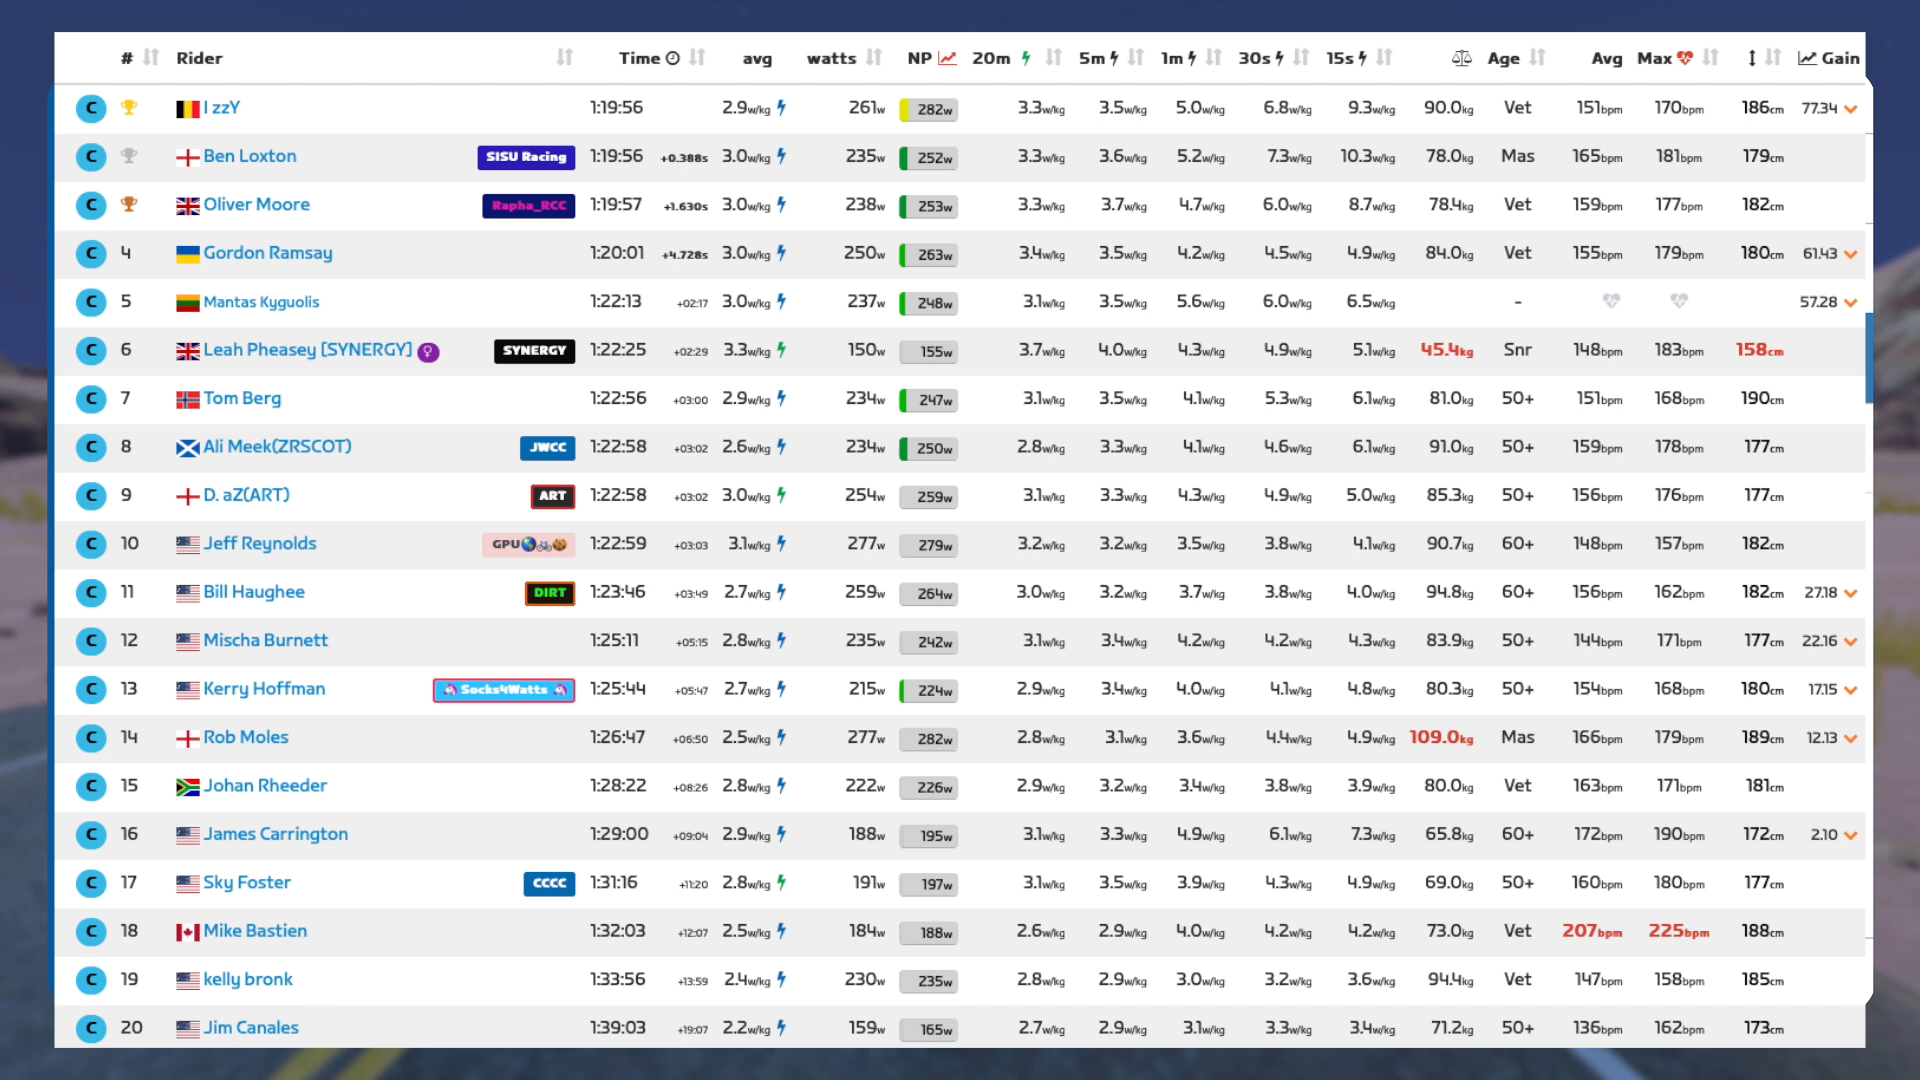 # Rider Time avg watts NP 20m 5m 1m 30s 15s Age Avg Max Gain
C I zzY 1:19:56 2.9w/kg 261w 282w 3.3w/kg 3.5w/kg 5.0w/kg 6.8w/kg 9.3w/kg 90.0kg Vet 151bpm 170bpm 186cm 77.34
C Ben Loxton SISU Racing 1:19:56 +0.388s 3.0w/kg 235w 252w 3.3w/kg 3.6w/kg 5.2w/kg 7.3w/kg 10.3w/kg 78.0kg Mas 165bpm 181bpm 179cm
C Oliver Moore Rapha_RCC 1:19:57 +1.630s 3.0w/kg 238w 253w 3.3w/kg 3.7w/kg 4.7w/kg 6.0w/kg 8.7w/kg 78.4kg Vet 159bpm 177bpm 182cm
C 4 Gordon Ramsay 1:20:01 +4.728s 3.0w/kg 250w 263w 3.4w/kg 3.5w/kg 4.2w/kg 4.5w/kg 4.9w/kg 84.0kg Vet 155bpm 179bpm 180cm 61.43
C 5 Mantas Kyguolis 1:22:13 +02:17 3.0w/kg 237w 248w 3.1w/kg 3.5w/kg 5.6w/kg 6.0w/kg 6.5w/kg - 57.28
C 6 Leah Pheasey [SYNERGY] SYNERGY 1:22:25 +02:29 3.3w/kg 150w 155w 3.7w/kg 4.0w/kg 4.3w/kg 4.9w/kg 5.1w/kg 45.4kg Snr 148bpm 183bpm 158cm
C 7 Tom Berg 1:22:56 +03:00 2.9w/kg 234w 247w 3.1w/kg 3.5w/kg 4.1w/kg 5.3w/kg 6.1w/kg 81.0kg 50+ 151bpm 168bpm 190cm
C 8 Ali Meek(ZRSCOT) JWCC 1:22:58 +03:02 2.6w/kg 234w 250w 2.8w/kg 3.3w/kg 4.1w/kg 4.6w/kg 6.1w/kg 91.0kg 50+ 159bpm 178bpm 177cm
C 9 D. aZ(ART) ART 1:22:58 +03:02 3.0w/kg 254w 259w 3.1w/kg 3.3w/kg 4.3w/kg 4.9w/kg 5.0w/kg 85.3kg 50+ 156bpm 176bpm 177cm
C 10 Jeff Reynolds GPU🌎🚲🍪 1:22:59 +03:03 3.1w/kg 277w 279w 3.2w/kg 3.2w/kg 3.5w/kg 3.8w/kg 4.1w/kg 90.7kg 60+ 148bpm 157bpm 182cm
C 11 Bill Haughee DIRT 1:23:46 +03:49 2.7w/kg 259w 264w 3.0w/kg 3.2w/kg 3.7w/kg 3.8w/kg 4.0w/kg 94.8kg 60+ 156bpm 162bpm 182cm 27.18
C 12 Mischa Burnett 1:25:11 +05:15 2.8w/kg 235w 242w 3.1w/kg 3.4w/kg 4.2w/kg 4.2w/kg 4.3w/kg 83.9kg 50+ 144bpm 171bpm 177cm 22.16
C 13 Kerry Hoffman 🦄 Socks4Watts 🦄 1:25:44 +05:47 2.7w/kg 215w 224w 2.9w/kg 3.4w/kg 4.0w/kg 4.1w/kg 4.8w/kg 80.3kg 50+ 154bpm 168bpm 180cm 17.15
C 14 Rob Moles 1:26:47 +06:50 2.5w/kg 277w 282w 2.8w/kg 3.1w/kg 3.6w/kg 4.4w/kg 4.9w/kg 109.0kg Mas 166bpm 179bpm 189cm 12.13
C 15 Johan Rheeder 1:28:22 +08:26 2.8w/kg 222w 226w 2.9w/kg 3.2w/kg 3.4w/kg 3.8w/kg 3.9w/kg 80.0kg Vet 163bpm 171bpm 181cm
C 16 James Carrington 1:29:00 +09:04 2.9w/kg 188w 195w 3.1w/kg 3.3w/kg 4.9w/kg 6.1w/kg 7.3w/kg 65.8kg 60+ 172bpm 190bpm 172cm 2.10
C 17 Sky Foster CCCC 1:31:16 +11:20 2.8w/kg 191w 197w 3.1w/kg 3.5w/kg 3.9w/kg 4.3w/kg 4.9w/kg 69.0kg 50+ 160bpm 180bpm 177cm
C 18 Mike Bastien 1:32:03 +12:07 2.5w/kg 184w 188w 2.6w/kg 2.9w/kg 4.0w/kg 4.2w/kg 4.2w/kg 73.0kg Vet 207bpm 225bpm 188cm
C 19 kelly bronk 1:33:56 +13:59 2.4w/kg 230w 235w 2.8w/kg 2.9w/kg 3.0w/kg 3.2w/kg 3.6w/kg 94.4kg Vet 147bpm 158bpm 185cm
C 20 Jim Canales 1:39:03 +19:07 2.2w/kg 159w 165w 2.7w/kg 2.9w/kg 3.1w/kg 3.3w/kg 3.4w/kg 71.2kg 50+ 136bpm 162bpm 173cm